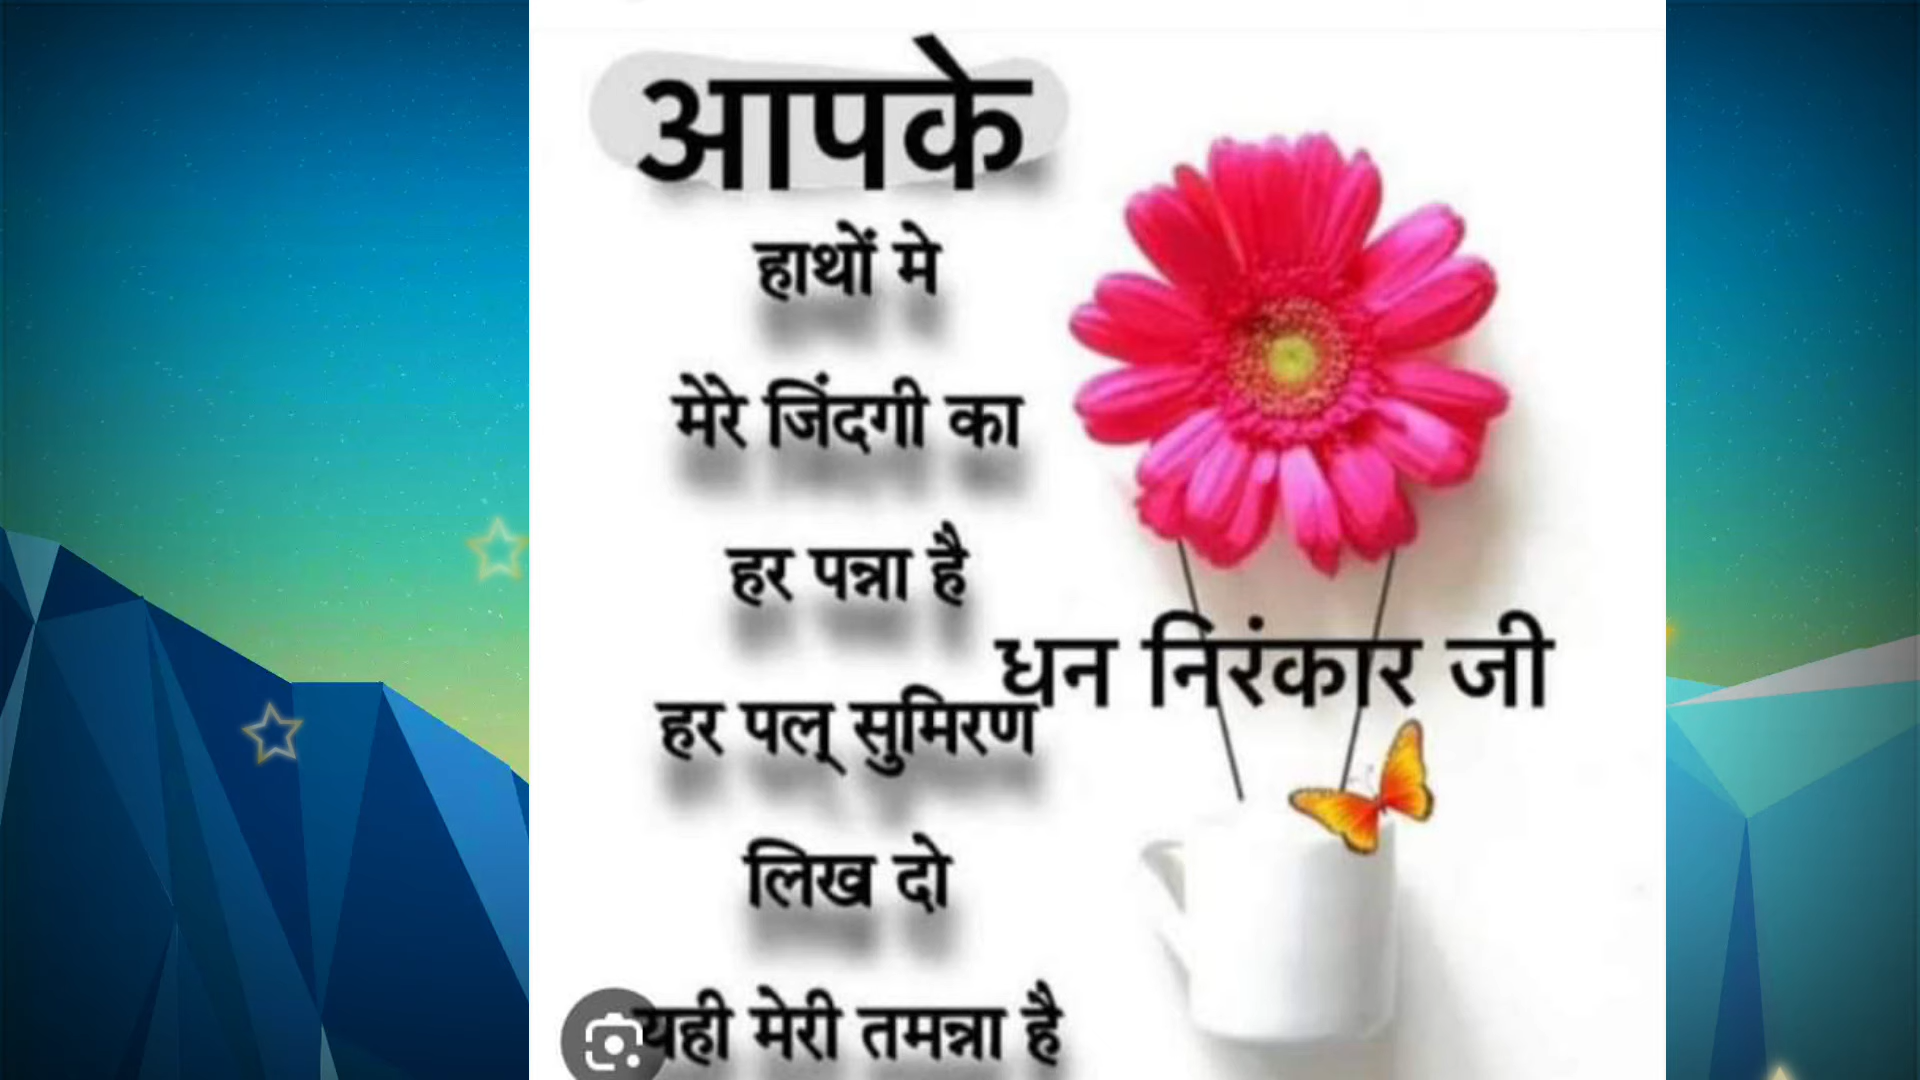 आपके
हाथों मे
मेरे जिंदगी का
हर पन्ना है
धन निरंकार जी
हर पल् सुमिरण
लिख दो
यही मेरी तमन्ना है